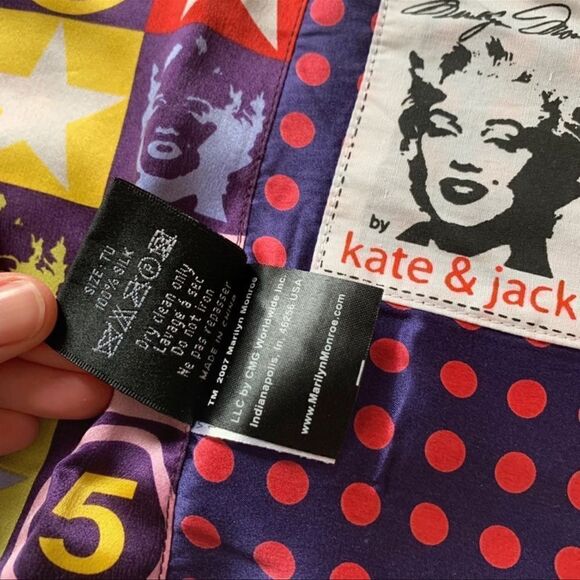 Marilyn Monroe
by
kate & jack
SIZE: TU
100% SILK
Dry clean only
Lavage a sec
Do not iron
Ne pas repasser
MADE IN CHINA
TM 2007 Marilyn Monroe
LLC by CMG Worldwide Inc
Indianapolis, In. 46256 USA
www.MarilynMonroe.com
5